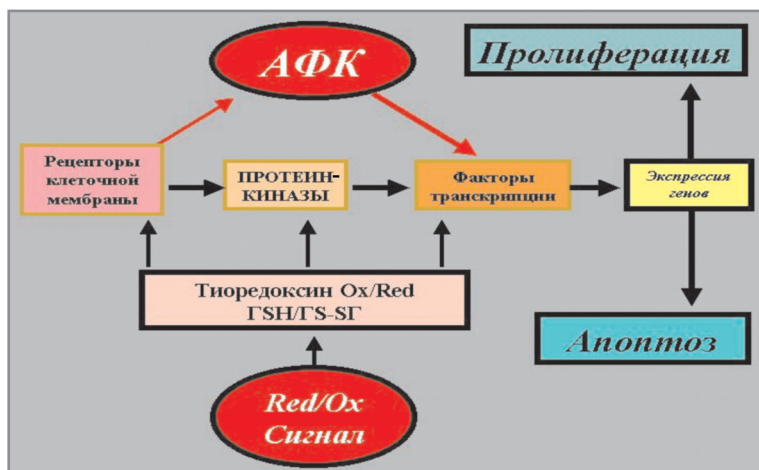 АФК
Пролиферация
Рецепторы
клеточной
мембраны
ПРОТЕИН-
КИНАЗЫ
Факторы
транскрипции
Экспрессия
генов
Тиоредоксин Ox/Red
ГSH/ГS-SГ
Апоптоз
Red/Ox
Сигнал